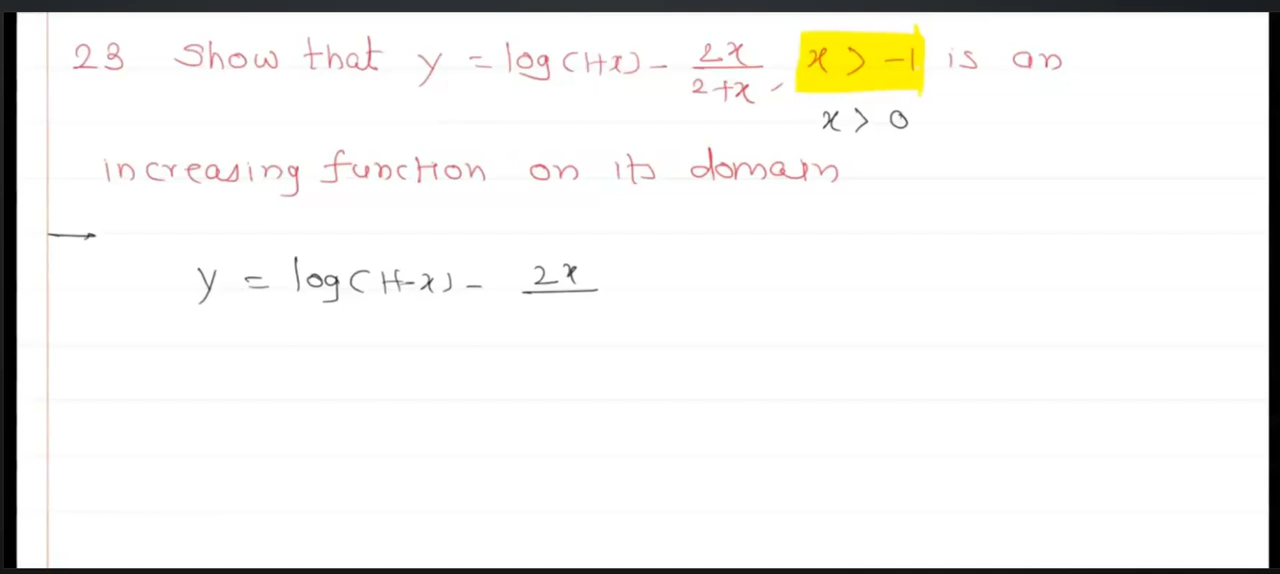 23 Show that y = log(1+x) - 2x/2+x, x > -1 is an
x > 0
increasing function on its domain
→
y = log(1+x) - 2x